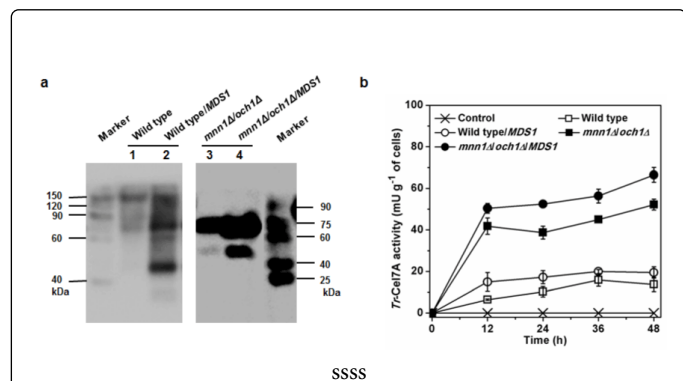 a
Marker
Wild type
Wild type/MDS1
mnn1Δ/och1Δ
mnn1Δ/och1Δ/MDS1
Marker
1 2 3 4
150
120
90
60
40
kDa
90
75
60
40
25
kDa
b
Tr-Cel7A activity (mU g⁻¹ of cells)
100
80
60
40
20
0
Control
Wild type
Wild type/MDS1
mnn1Δ/och1Δ
mnn1Δ/och1Δ/MDS1
0 12 24 36 48
Time (h)
ssss